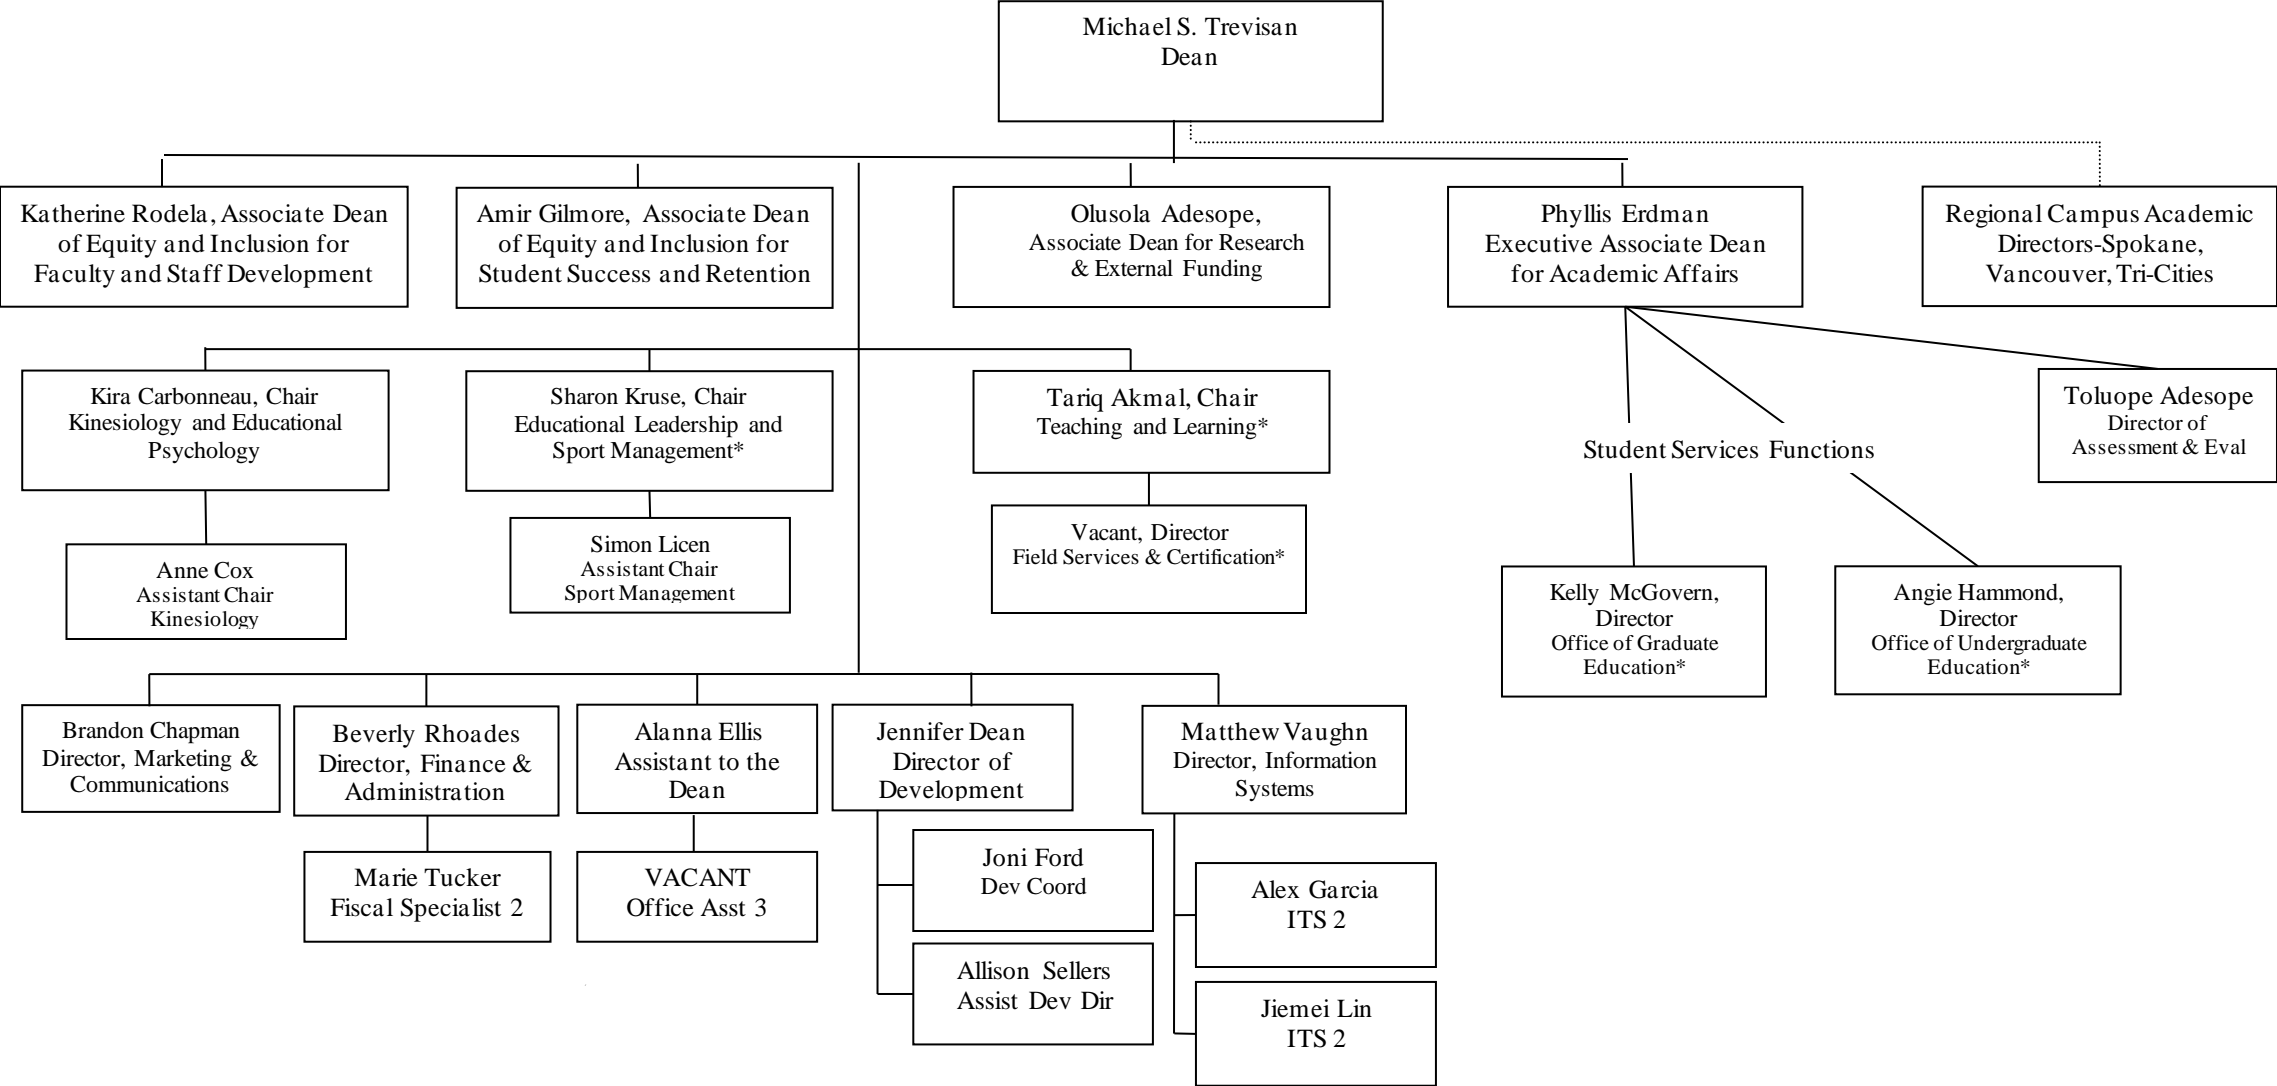 Michael S. Trevisan
Dean
Katherine Rodela, Associate Dean
of Equity and Inclusion for
Faculty and Staff Development
Amir Gilmore, Associate Dean
of Equity and Inclusion for
Student Success and Retention
Olusola Adesope,
Associate Dean for Research
& External Funding
Phyllis Erdman
Executive Associate Dean
for Academic Affairs
Regional Campus Academic
Directors-Spokane,
Vancouver, Tri-Cities
Kira Carbonneau, Chair
Kinesiology and Educational
Psychology
Sharon Kruse, Chair
Educational Leadership and
Sport Management*
Tariq Akmal, Chair
Teaching and Learning*
Toluope Adesope
Director of
Assessment & Eval
Student Services Functions
Anne Cox
Assistant Chair
Kinesiology
Simon Licen
Assistant Chair
Sport Management
Vacant, Director
Field Services & Certification*
Kelly McGovern,
Director
Office of Graduate
Education*
Angie Hammond,
Director
Office of Undergraduate
Education*
Brandon Chapman
Director, Marketing &
Communications
Beverly Rhoades
Director, Finance &
Administration
Alanna Ellis
Assistant to the
Dean
Jennifer Dean
Director of
Development
Matthew Vaughn
Director, Information
Systems
Marie Tucker
Fiscal Specialist 2
VACANT
Office Asst 3
Joni Ford
Dev Coord
Alex Garcia
ITS 2
Allison Sellers
Assist Dev Dir
Jiemei Lin
ITS 2